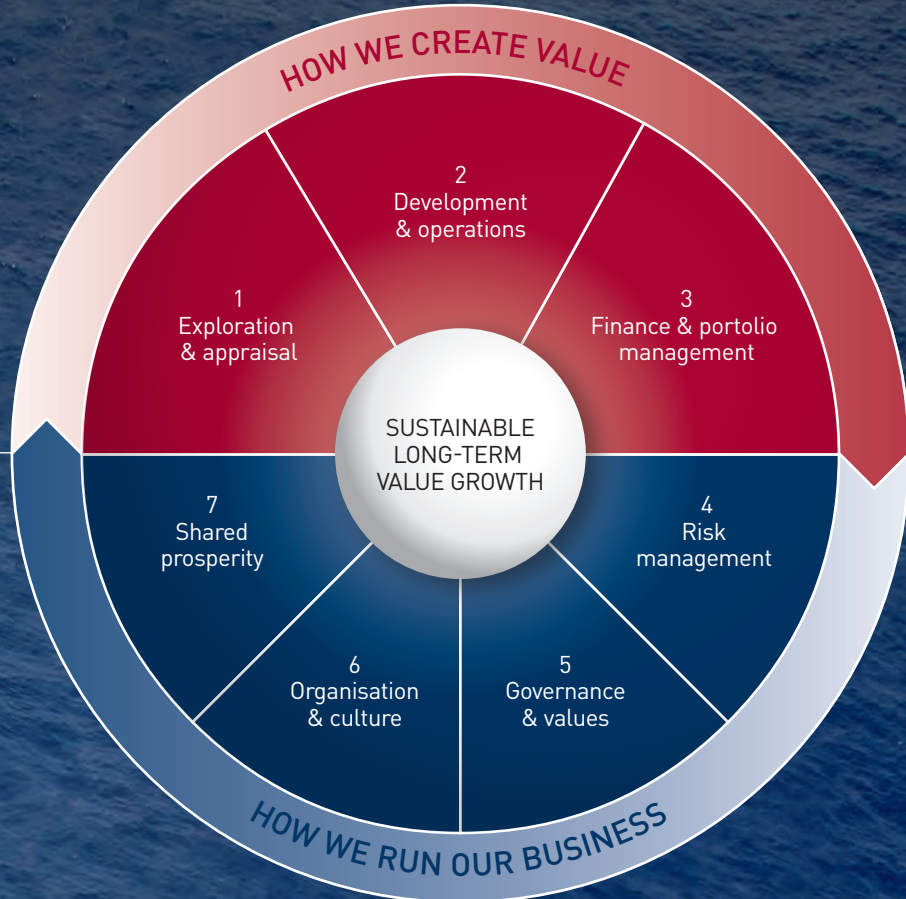 HOW WE CREATE VALUE
1
Exploration
& appraisal
2
Development
& operations
3
Finance & portolio
management
SUSTAINABLE
LONG-TERM
VALUE GROWTH
4
Risk
management
5
Governance
& values
6
Organisation
& culture
7
Shared
prosperity
HOW WE RUN OUR BUSINESS